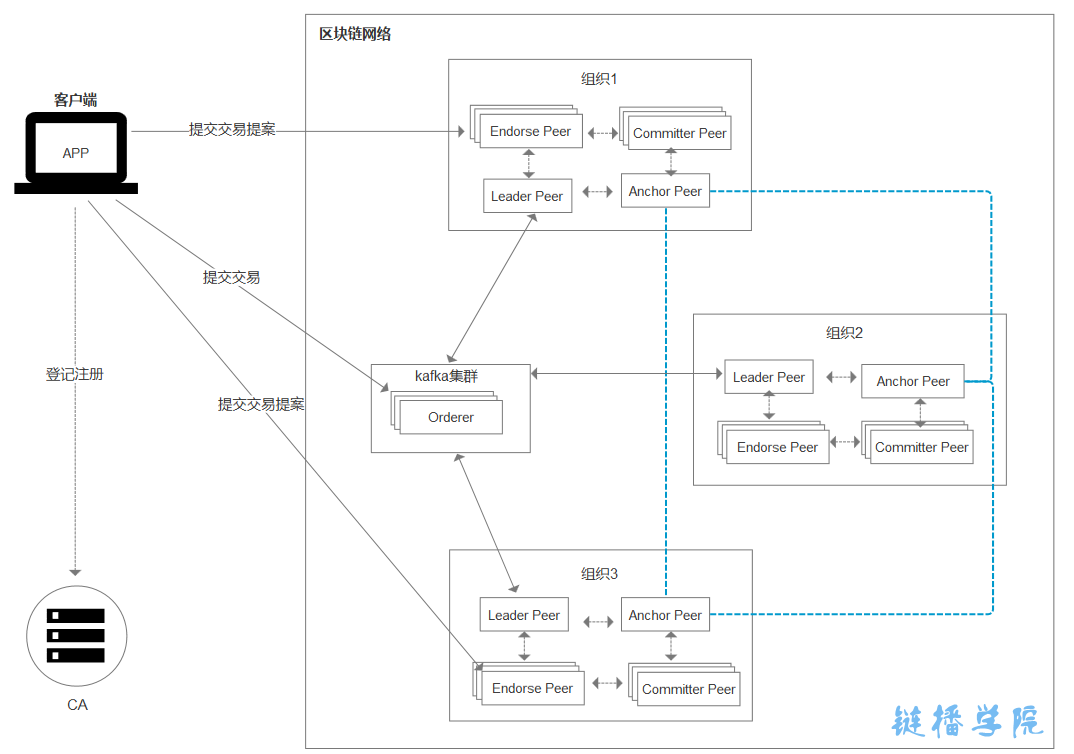 区块链网络
客户端
APP
提交交易提案
提交交易
登记注册
提交交易提案
CA
组织1
Endorse Peer
Committer Peer
Leader Peer
Anchor Peer
kafka集群
Orderer
组织2
Leader Peer
Anchor Peer
Endorse Peer
Committer Peer
组织3
Leader Peer
Anchor Peer
Endorse Peer
Committer Peer
链播学院